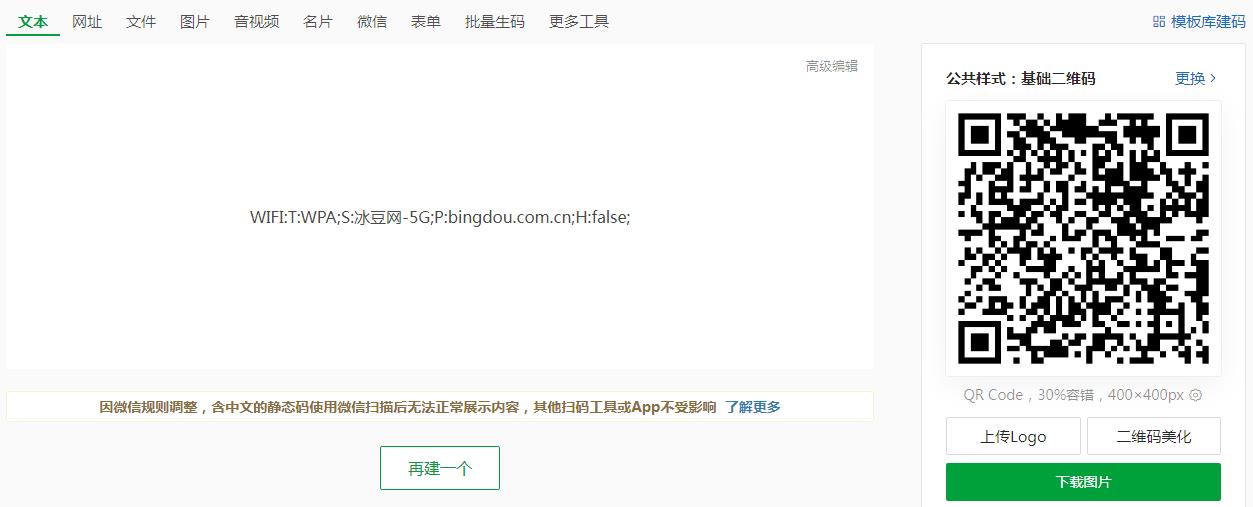 文本 网址 文件 图片 音视频 名片 微信 表单 批量生码 更多工具 模板库建码
高级编辑
公共样式：基础二维码 更换 >
WIFI:T:WPA;S:冰豆网-5G;P:bingdou.com.cn;H:false;
QR Code，30%容错，400×400px
因微信规则调整，含中文的静态码使用微信扫描后无法正常展示内容，其他扫码工具或App不受影响 了解更多
上传Logo 二维码美化
再建一个
下载图片